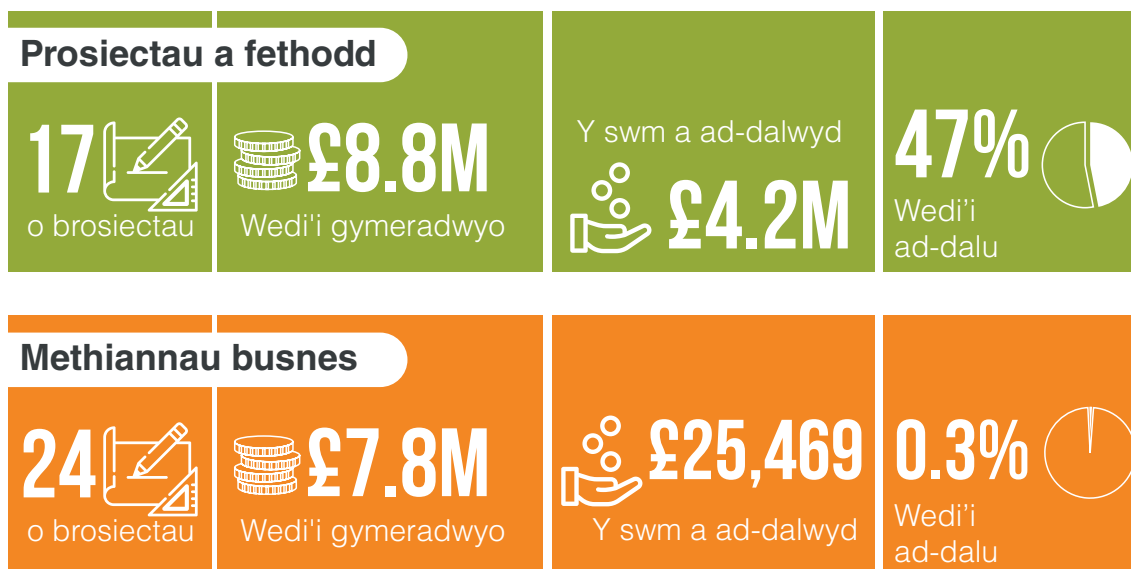 Prosiectau a fethodd
17
o brosiectau
£8.8M
Wedi'i gymeradwyo
Y swm a ad-dalwyd
£4.2M
47%
Wedi’i
ad-dalu
Methiannau busnes
24
o brosiectau
£7.8M
Wedi'i gymeradwyo
£25,469
Y swm a ad-dalwyd
0.3%
Wedi’i
ad-dalu